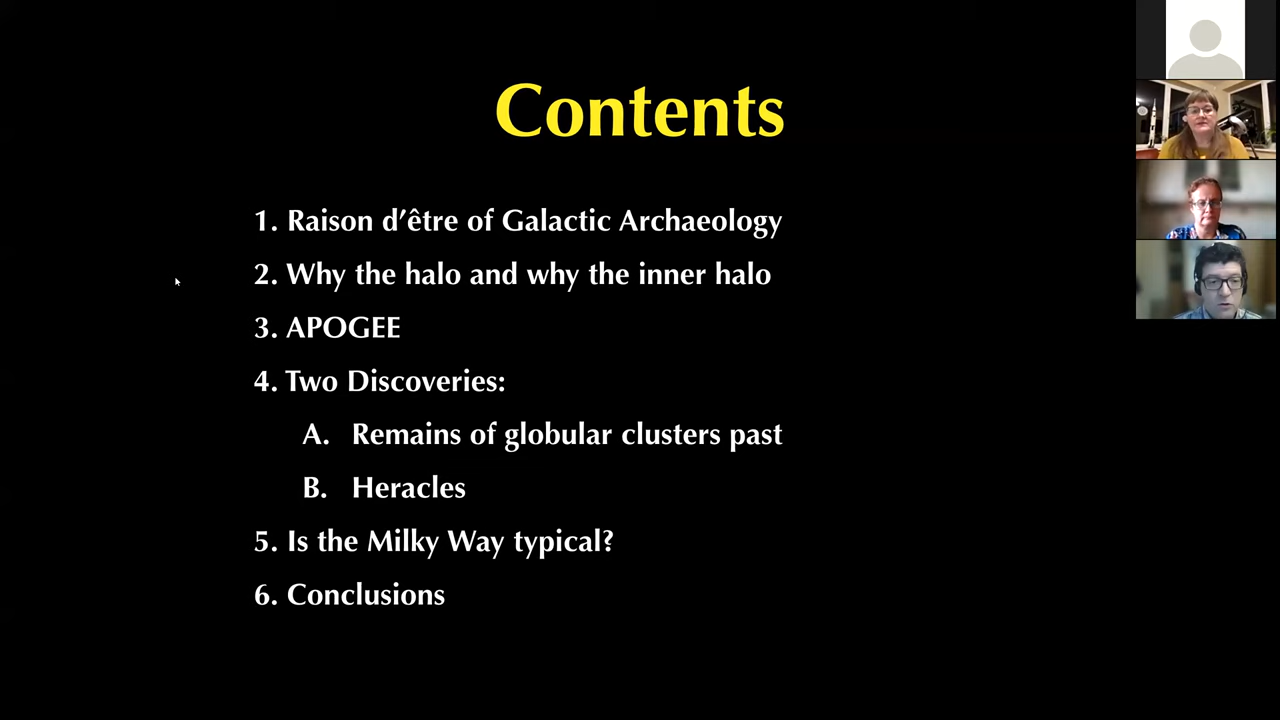 Contents
1. Raison d’être of Galactic Archaeology
2. Why the halo and why the inner halo
3. APOGEE
4. Two Discoveries:
A. Remains of globular clusters past
B. Heracles
5. Is the Milky Way typical?
6. Conclusions